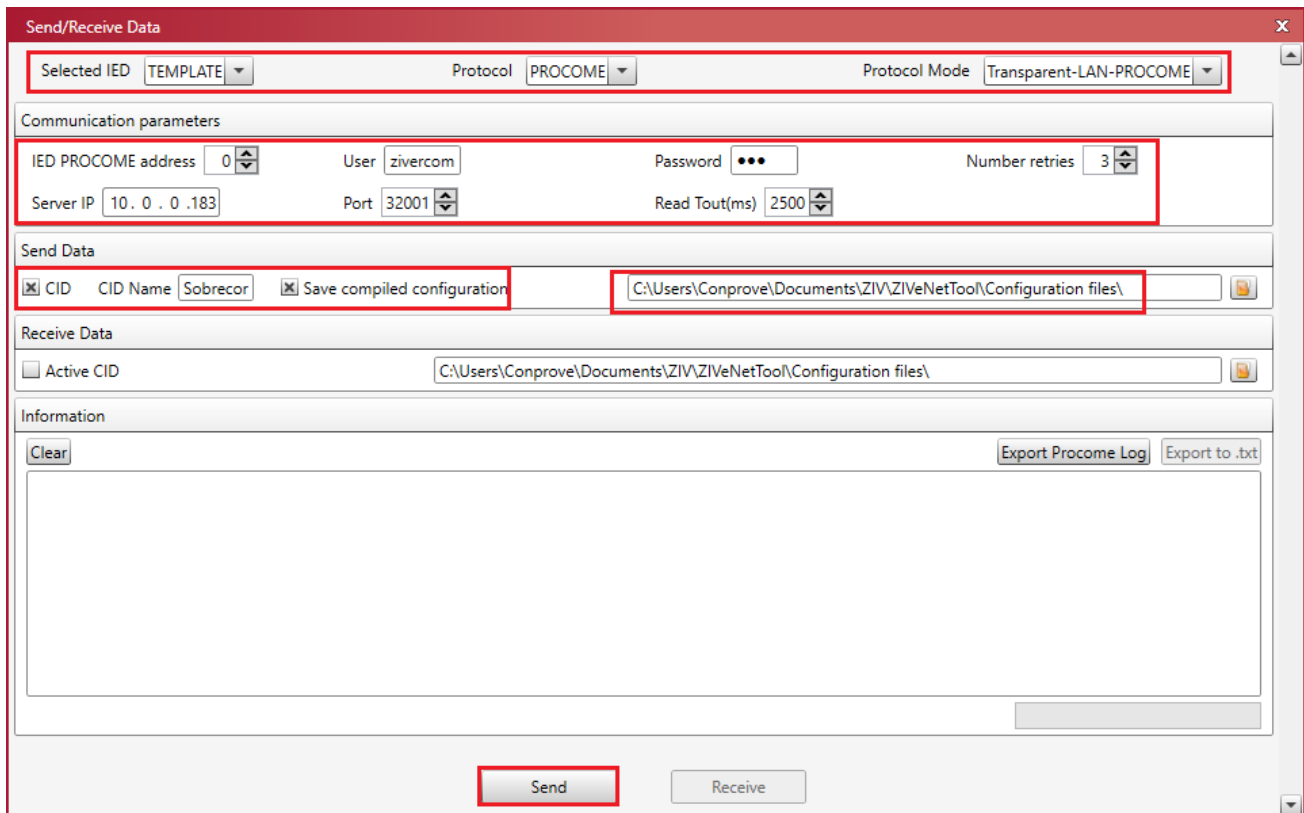 Send/Receive Data x
Selected IED TEMPLATE Protocol PROCOME Protocol Mode Transparent-LAN-PROCOME
Communication parameters
IED PROCOME address 0 User zivercom Password ●●● Number retries 3
Server IP 10 . 0 . 0 .183 Port 32001 Read Tout(ms) 2500
Send Data
CID CID Name Sobrecor Save compiled configuration C:\Users\Conprove\Documents\ZIV\ZIVeNetTool\Configuration files\
Receive Data
Active CID C:\Users\Conprove\Documents\ZIV\ZIVeNetTool\Configuration files\
Information
Clear Export Procome Log Export to .txt
Send Receive